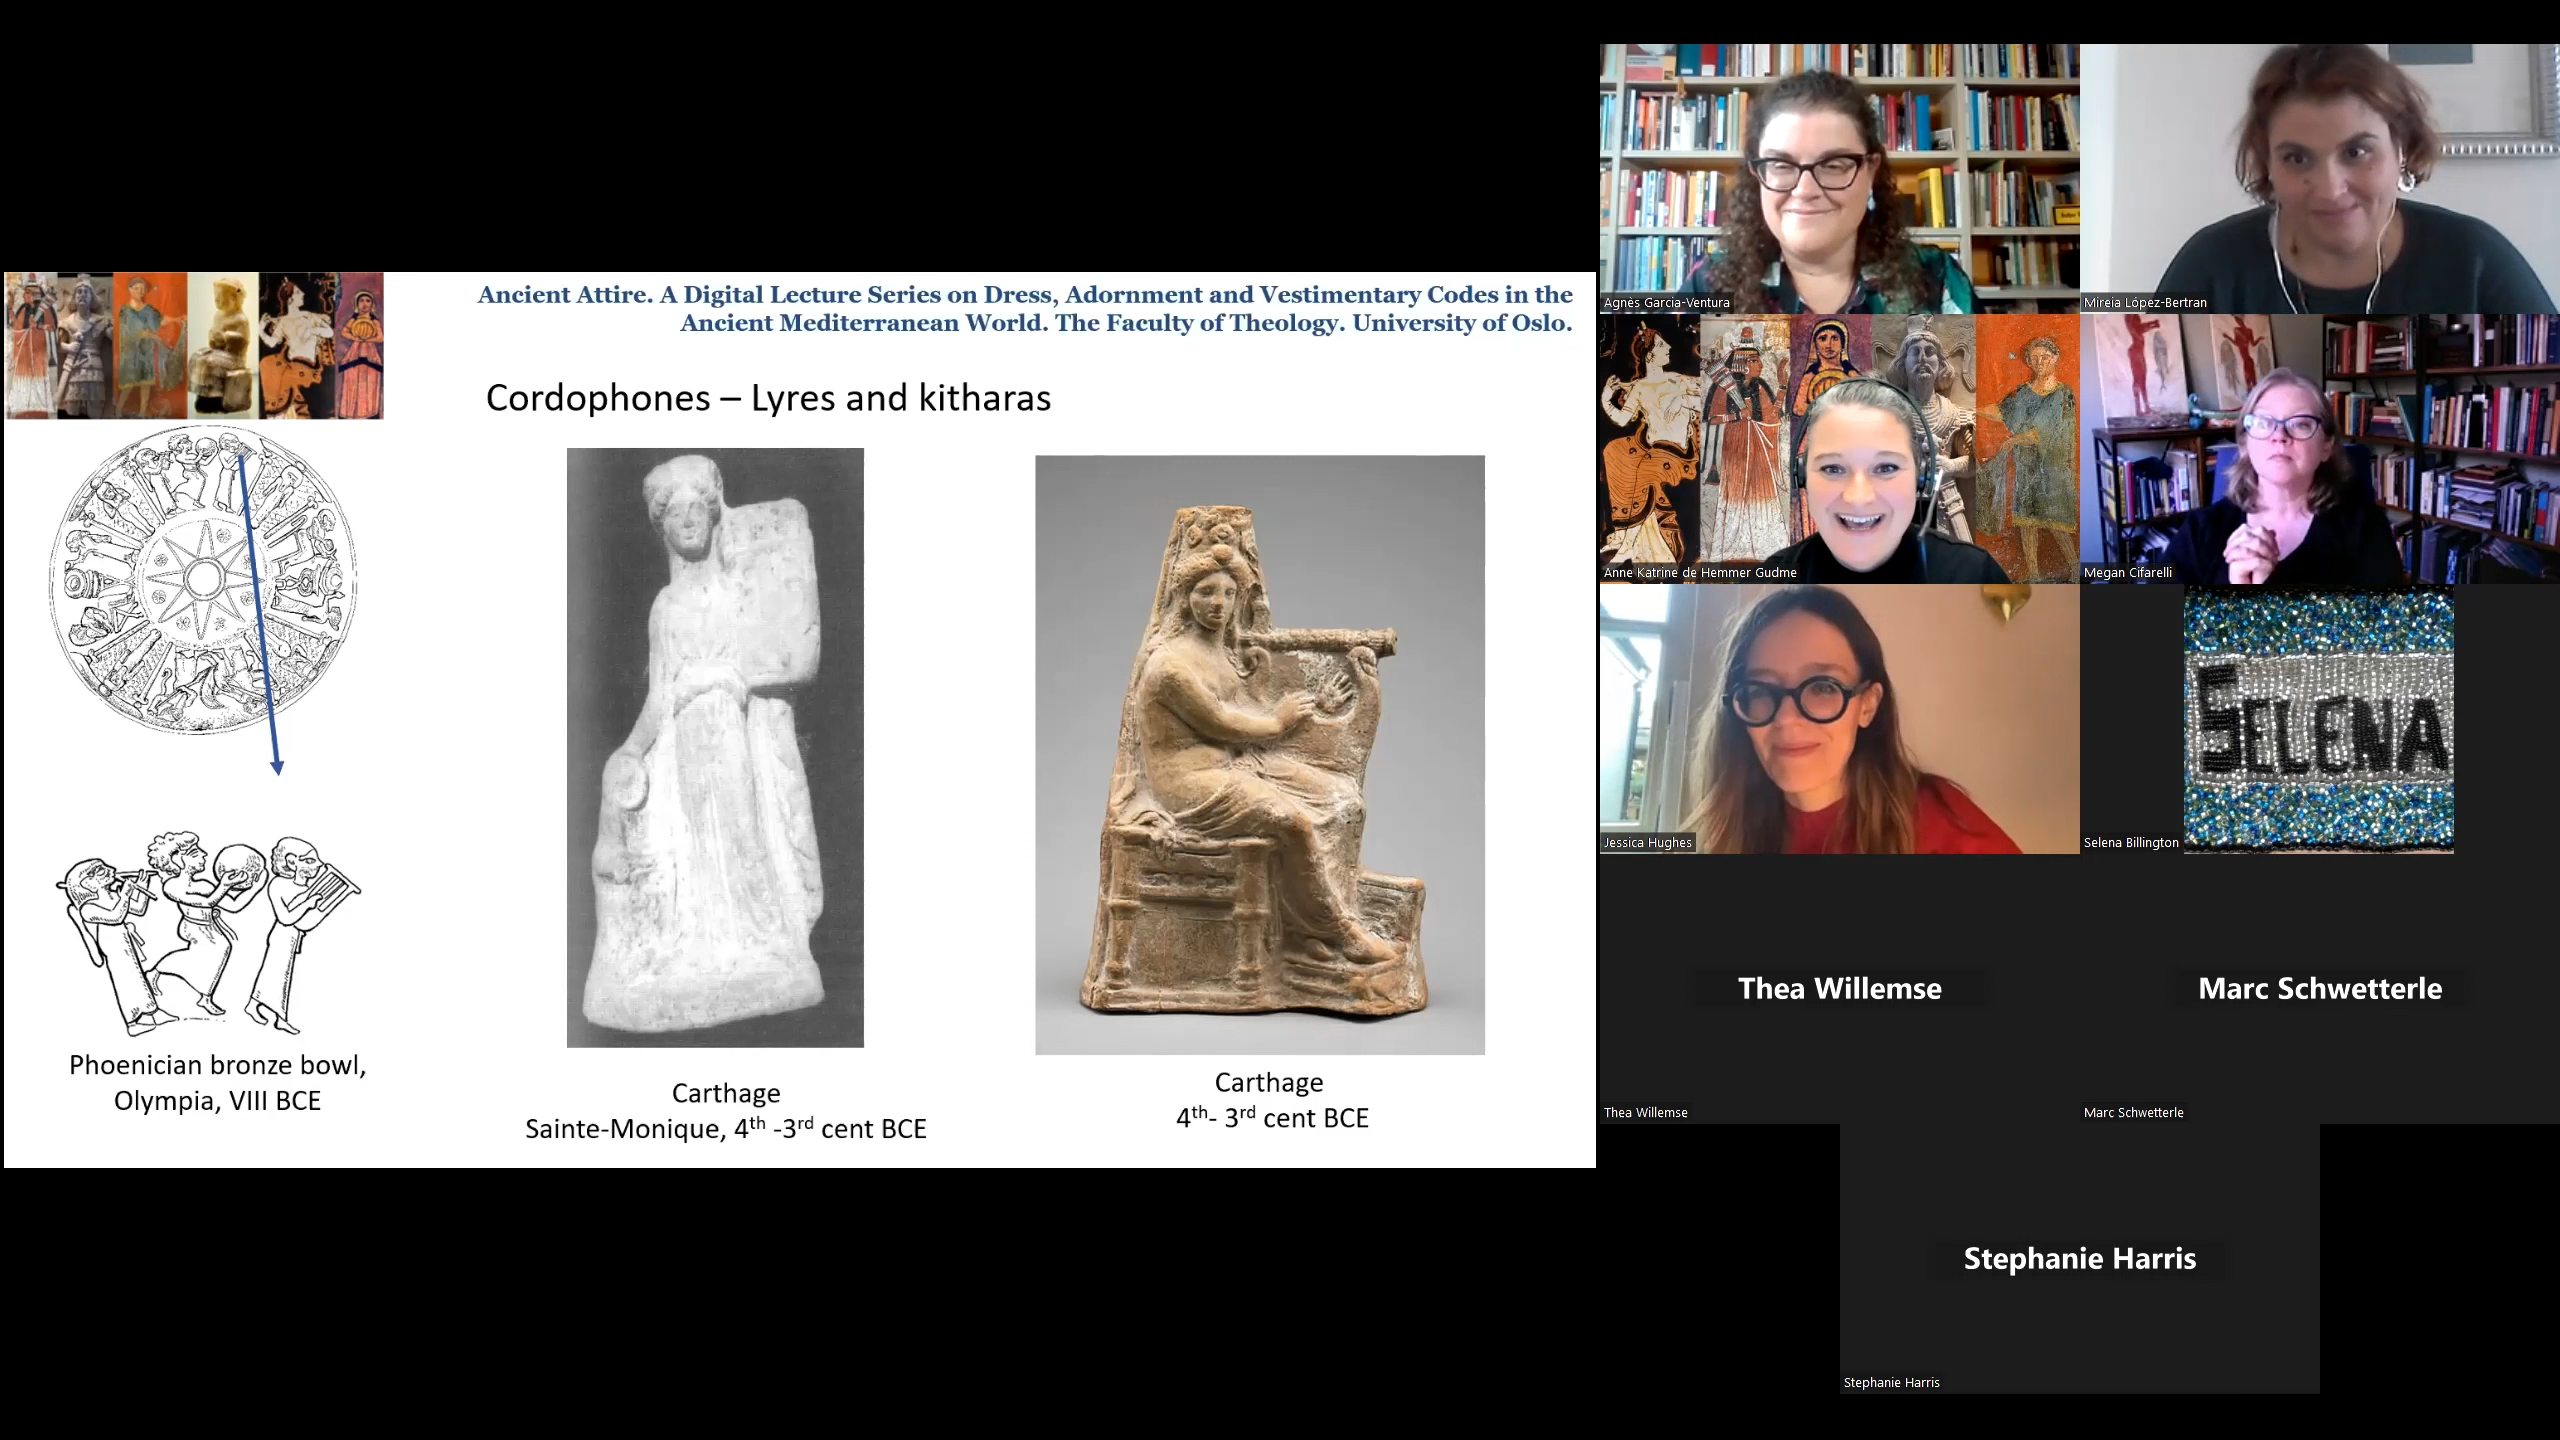 Ancient Attire. A Digital Lecture Series on Dress, Adornment and Vestimentary Codes in the
Ancient Mediterranean World. The Faculty of Theology. University of Oslo.
Cordophones – Lyres and kitharas
Phoenician bronze bowl,
Olympia, VIII BCE
Carthage
Sainte-Monique, 4th -3rd cent BCE
Carthage
4th- 3rd cent BCE
Agnès Garcia-Ventura
Mireia López-Bertran
Anne Katrine de Hemmer Gudme
Megan Cifarelli
Jessica Hughes
SELENA
Selena Billington
Thea Willemse
Thea Willemse
Marc Schwetterle
Marc Schwetterle
Stephanie Harris
Stephanie Harris